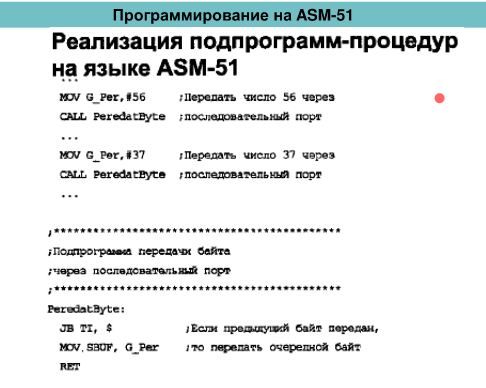 Программирование на ASM-51
Реализация подпрограмм-процедур
на языке ASM-51
...
MOV G_Per,#56 ;Передать число 56 через
CALL PeredatByte ;последовательный порт
...
MOV G_Per,#37 ;Передать число 37 через
CALL PeredatByte ;последовательный порт
...
;******************************************
;Подпрограмма передачи байта
;через последовательный порт
;******************************************
PeredatByte:
JB TI, $ ;Если предыдущий байт передан,
MOV SBUF, G_Per ;то передать очередной байт
RET